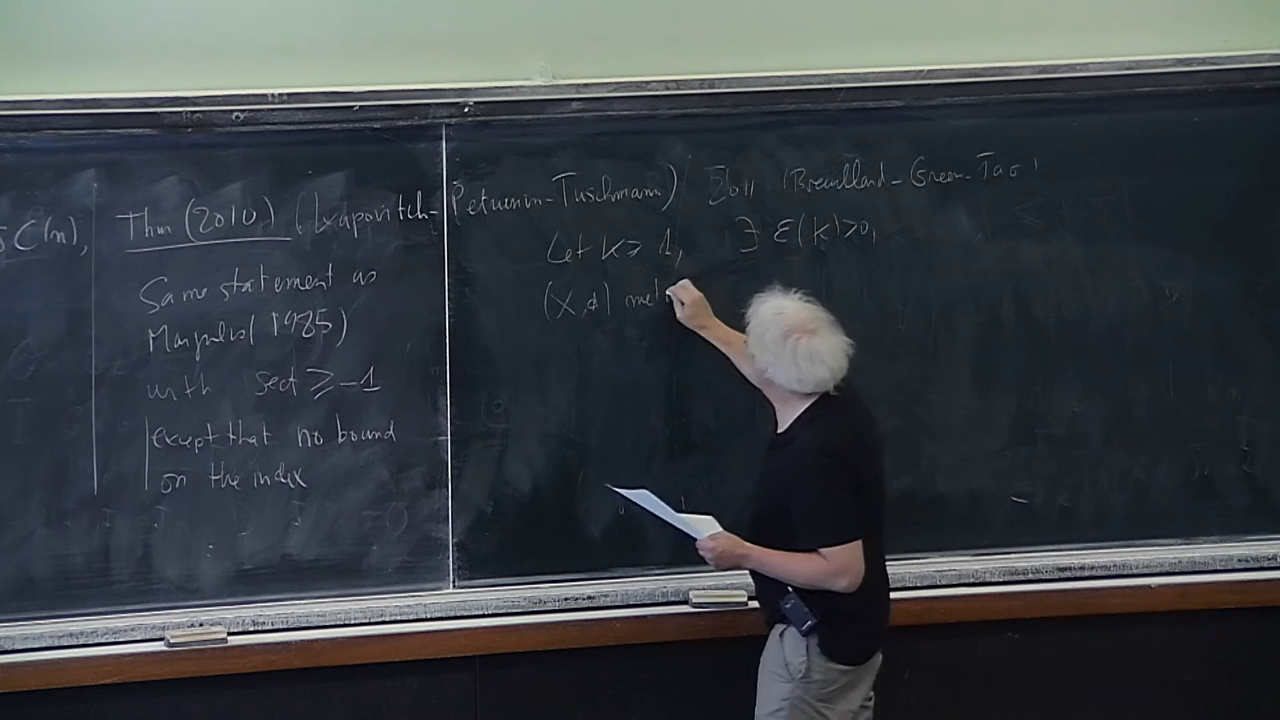 C(n),
Thm (2010) (Kapovitch-Petrunin-Tuschmann) 2011 (Breuillard-Green-Tao)
Same statement as
Margulis (1985)
with sect ≥ -1
except that no bound
on the index
Let K ≥ 1, ∃ ε(K)>0,
(X,d) met